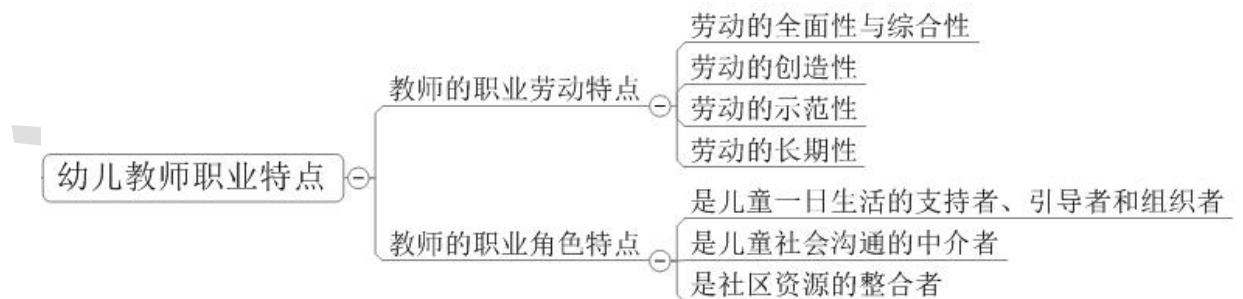 幼儿教师职业特点
教师的职业劳动特点
劳动的全面性与综合性
劳动的创造性
劳动的示范性
劳动的长期性
教师的职业角色特点
是儿童一日生活的支持者、引导者和组织者
是儿童社会沟通的中介者
是社区资源的整合者